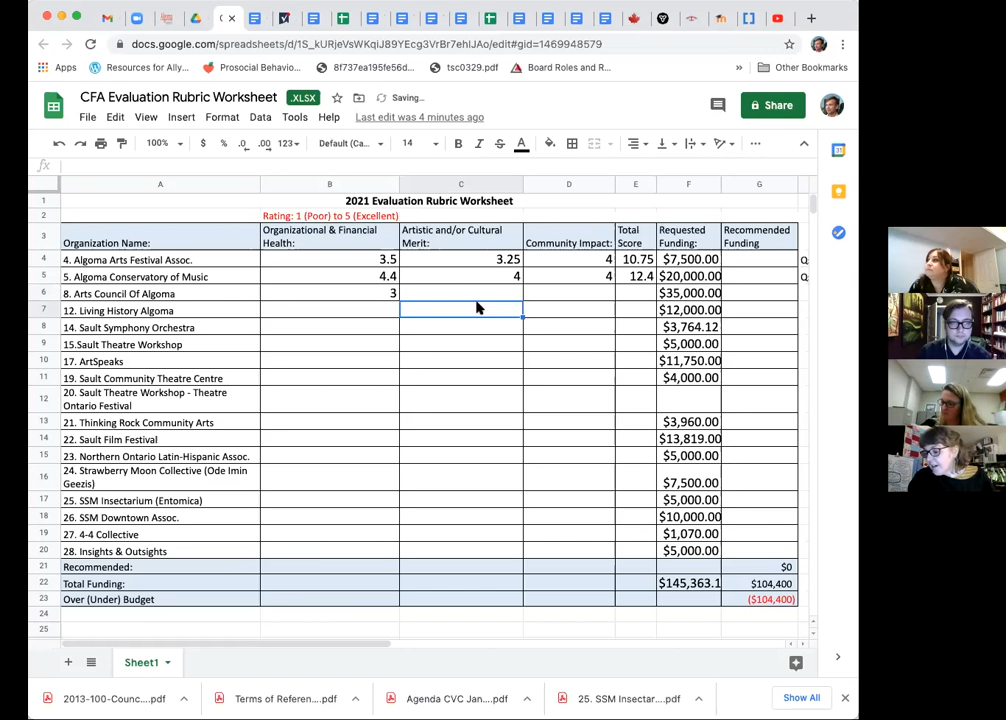 docs.google.com/spreadsheets/d/1S_kURjeVsWKqiJ89YEcg3VrBr7ehIJAo/edit#gid=1469948579
Apps Resources for Ally... Prosocial Behavio... 8f737ea195fe56d... tsc0329.pdf Board Roles and R... » Other Bookmarks
CFA Evaluation Rubric Worksheet .XLSX Saving... Share
File Edit View Insert Format Data Tools Help Last edit was 4 minutes ago
100% $ % .0 .00 123 Default (Ca... 14 B I S A
fx
A B C D E F G
1 2021 Evaluation Rubric Worksheet
2 Rating: 1 (Poor) to 5 (Excellent)
3 Organization Name: Organizational & Financial Health: Artistic and/or Cultural Merit: Community Impact: Total Score Requested Funding: Recommended Funding
4 4. Algoma Arts Festival Assoc. 3.5 3.25 4 10.75 $7,500.00 Q
5 5. Algoma Conservatory of Music 4.4 4 4 12.4 $20,000.00 Q
6 8. Arts Council Of Algoma 3 $35,000.00
7 12. Living History Algoma $12,000.00
8 14. Sault Symphony Orchestra $3,764.12
9 15.Sault Theatre Workshop $5,000.00
10 17. ArtSpeaks $11,750.00
11 19. Sault Community Theatre Centre $4,000.00
12 20. Sault Theatre Workshop - Theatre Ontario Festival
13 21. Thinking Rock Community Arts $3,960.00
14 22. Sault Film Festival $13,819.00
15 23. Northern Ontario Latin-Hispanic Assoc. $5,000.00
16 24. Strawberry Moon Collective (Ode Imin Geezis) $7,500.00
17 25. SSM Insectarium (Entomica) $5,000.00
18 26. SSM Downtown Assoc. $10,000.00
19 27. 4-4 Collective $1,070.00
20 28. Insights & Outsights $5,000.00
21 Recommended: $0
22 Total Funding: $145,363.1 $104,400
23 Over (Under) Budget ($104,400)
24
25
Sheet1
2013-100-Counc....pdf Terms of Referen....pdf Agenda CVC Jan....pdf 25. SSM Insectar....pdf Show All